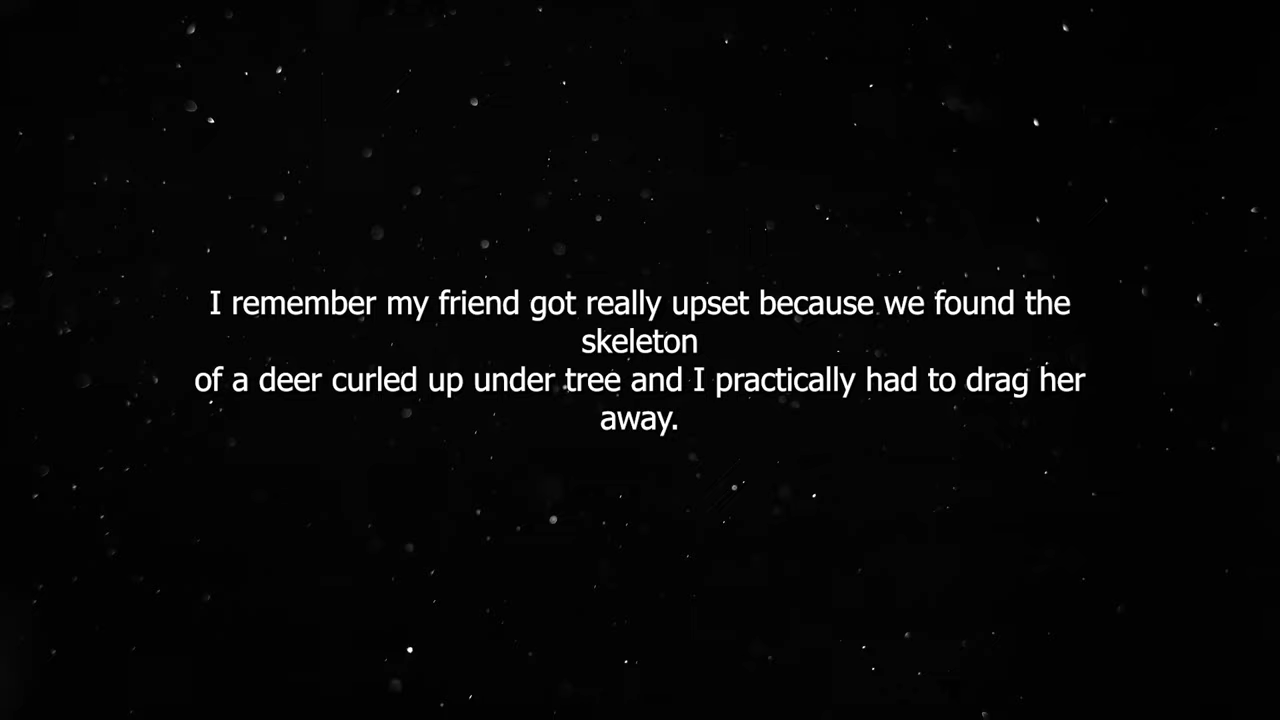 I remember my friend got really upset because we found the
skeleton
of a deer curled up under tree and I practically had to drag her
away.